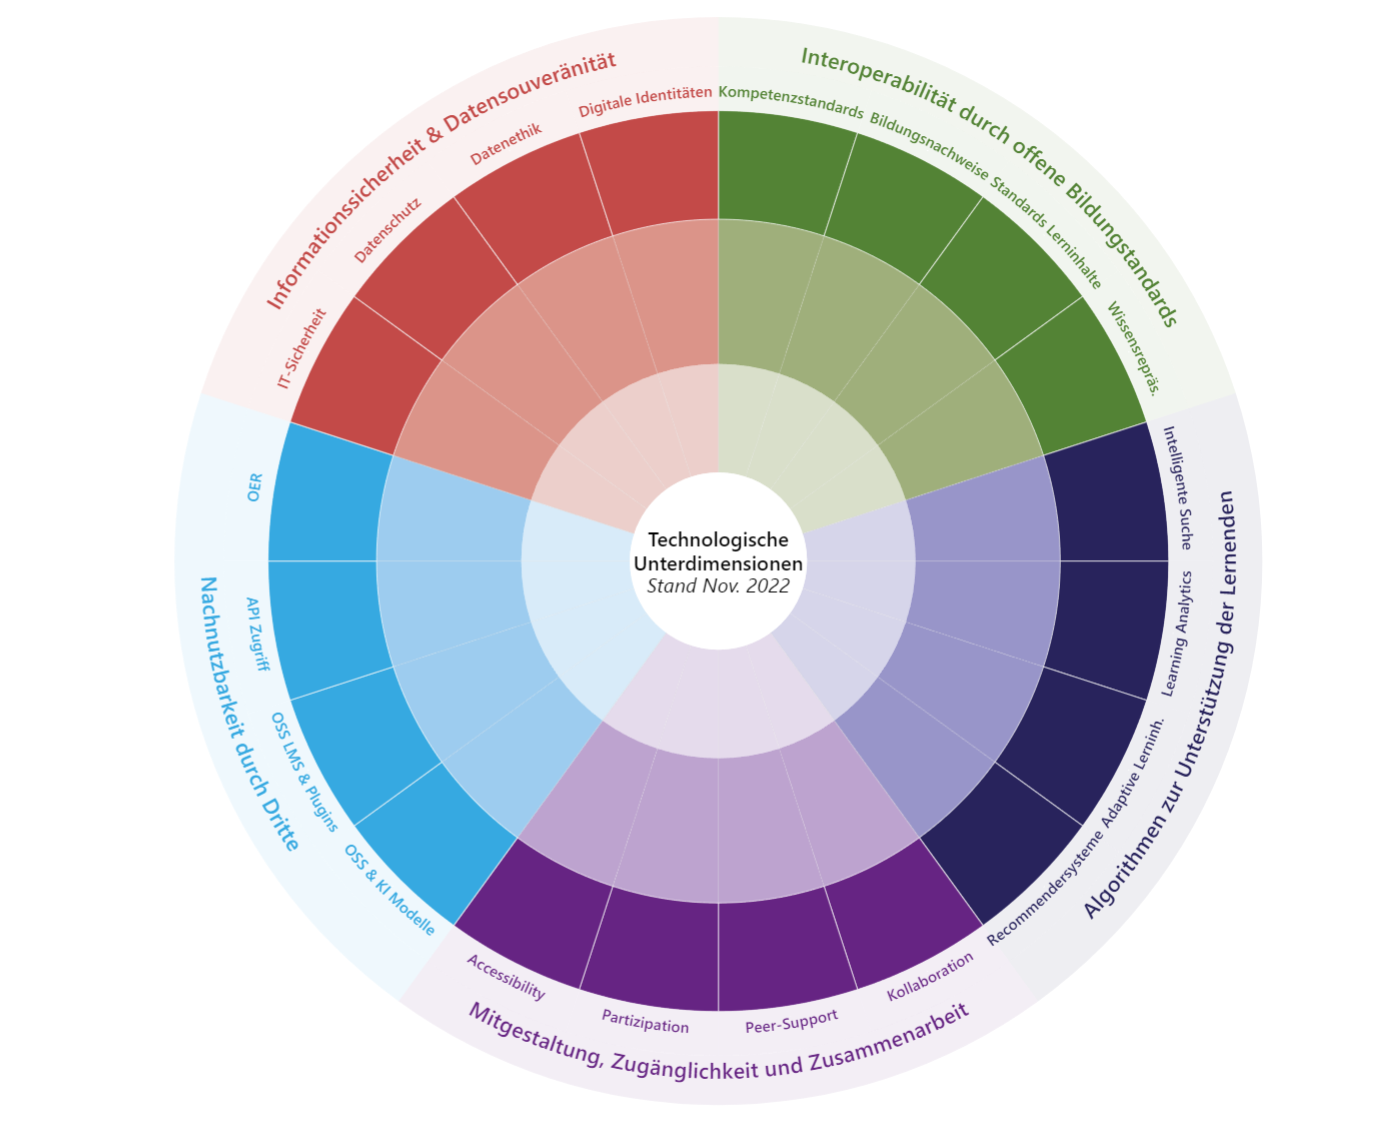 Technologische
Unterdimensionen
Stand Nov. 2022
Interoperabilität durch offene Bildungstandards
Kompetenzstandards
Bildungsnachweise
Standards Lerninhalte
Wissensrepräs.
Algorithmen zur Unterstützung der Lernenden
Intelligente Suche
Learning Analytics
Adaptive Lerninh.
Recommendersysteme
Mitgestaltung, Zugänglichkeit und Zusammenarbeit
Kollaboration
Peer-Support
Partizipation
Accessibility
Nachnutzbarkeit durch Dritte
OSS & KI Modelle
OSS LMS & Plugins
API Zugriff
OER
Informationssicherheit & Datensouveränität
IT-Sicherheit
Datenschutz
Datenethik
Digitale Identitäten